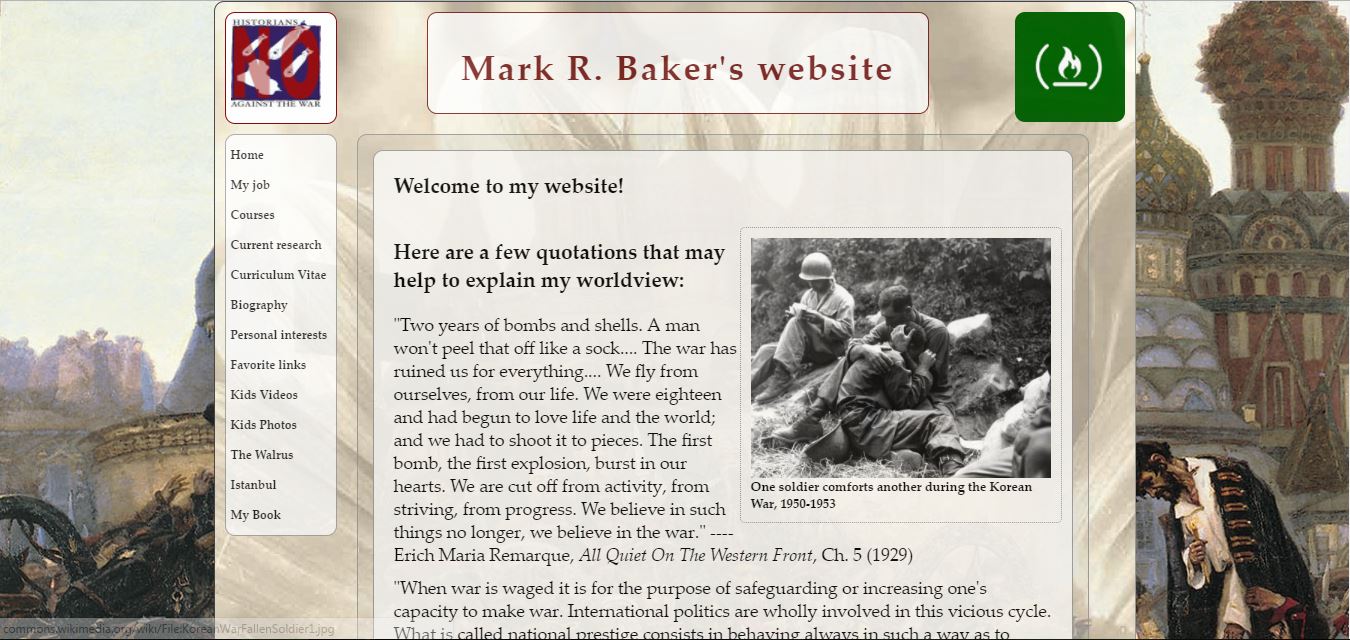 HISTORIANS
NO
AGAINST THE WAR
Mark R. Baker's website
Home
My job
Courses
Current research
Curriculum Vitae
Biography
Personal interests
Favorite links
Kids Videos
Kids Photos
The Walrus
Istanbul
My Book
Welcome to my website!
Here are a few quotations that may
help to explain my worldview:
"Two years of bombs and shells. A man
won't peel that off like a sock.... The war has
ruined us for everything.... We fly from
ourselves, from our life. We were eighteen
and had begun to love life and the world;
and we had to shoot it to pieces. The first
bomb, the first explosion, burst in our
hearts. We are cut off from activity, from
striving, from progress. We believe in such
things no longer, we believe in the war." ----
Erich Maria Remarque, All Quiet On The Western Front, Ch. 5 (1929)
One soldier comforts another during the Korean
War, 1950-1953
"When war is waged it is for the purpose of safeguarding or increasing one's
capacity to make war. International politics are wholly involved in this vicious cycle.
What is called national prestige consists in behaving always in such a way as to
commons.wikimedia.org/wiki/File:KoreanWarFallenSoldier1.jpg